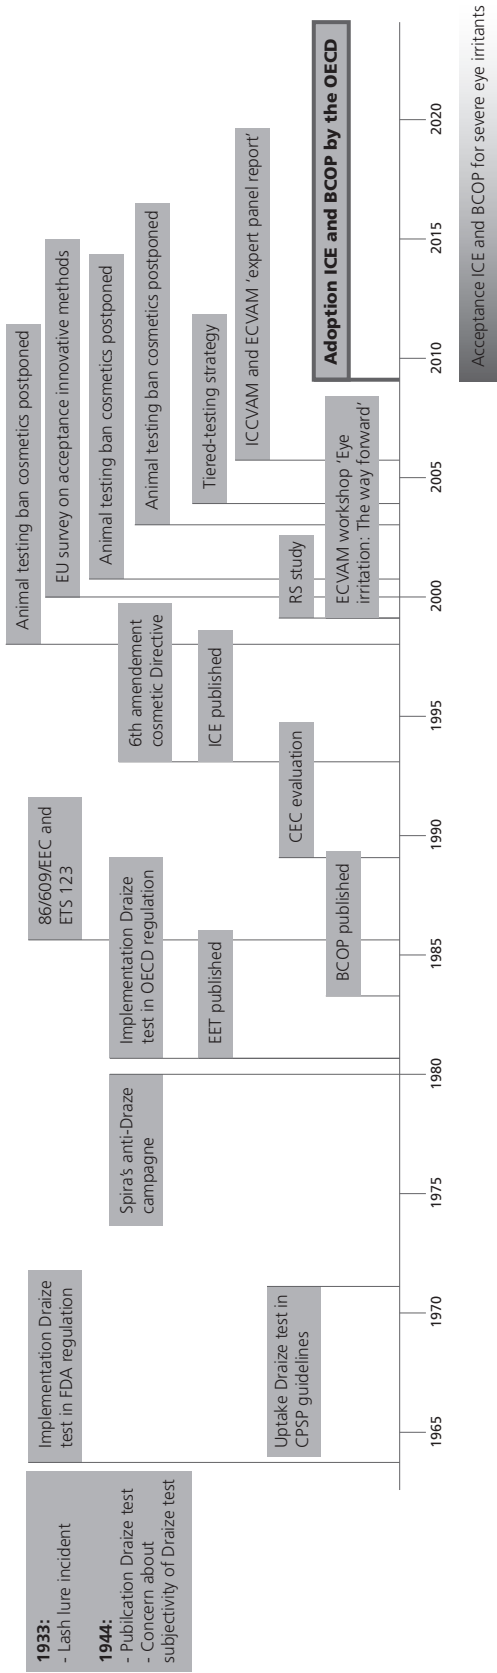 1933:
- Lash lure incident
1944:
- Pubilcation Draize test
- Concern about
subjectivity of Draize test
Implementation Draize
test in FDA regulation
Uptake Draize test in
CPSP guidelines
Spira's anti-Draze
campagne
Implementation Draize
test in OECD regulation
EET published
BCOP published
86/609/EEC and
ETS 123
CEC evaluation
6th amendement
cosmetic Directive
ICE published
Animal testing ban cosmetics postponed
EU survey on acceptance innovative methods
Animal testing ban cosmetics postponed
Animal testing ban cosmetics postponed
Tiered-testing strategy
ICCVAM and ECVAM ‘expert panel report’
RS study
ECVAM workshop ‘Eye
irritation: The way forward’
Adoption ICE and BCOP by the OECD
1965
1970
1975
1980
1985
1990
1995
2000
2005
2010
2015
2020
Acceptance ICE and BCOP for severe eye irritants